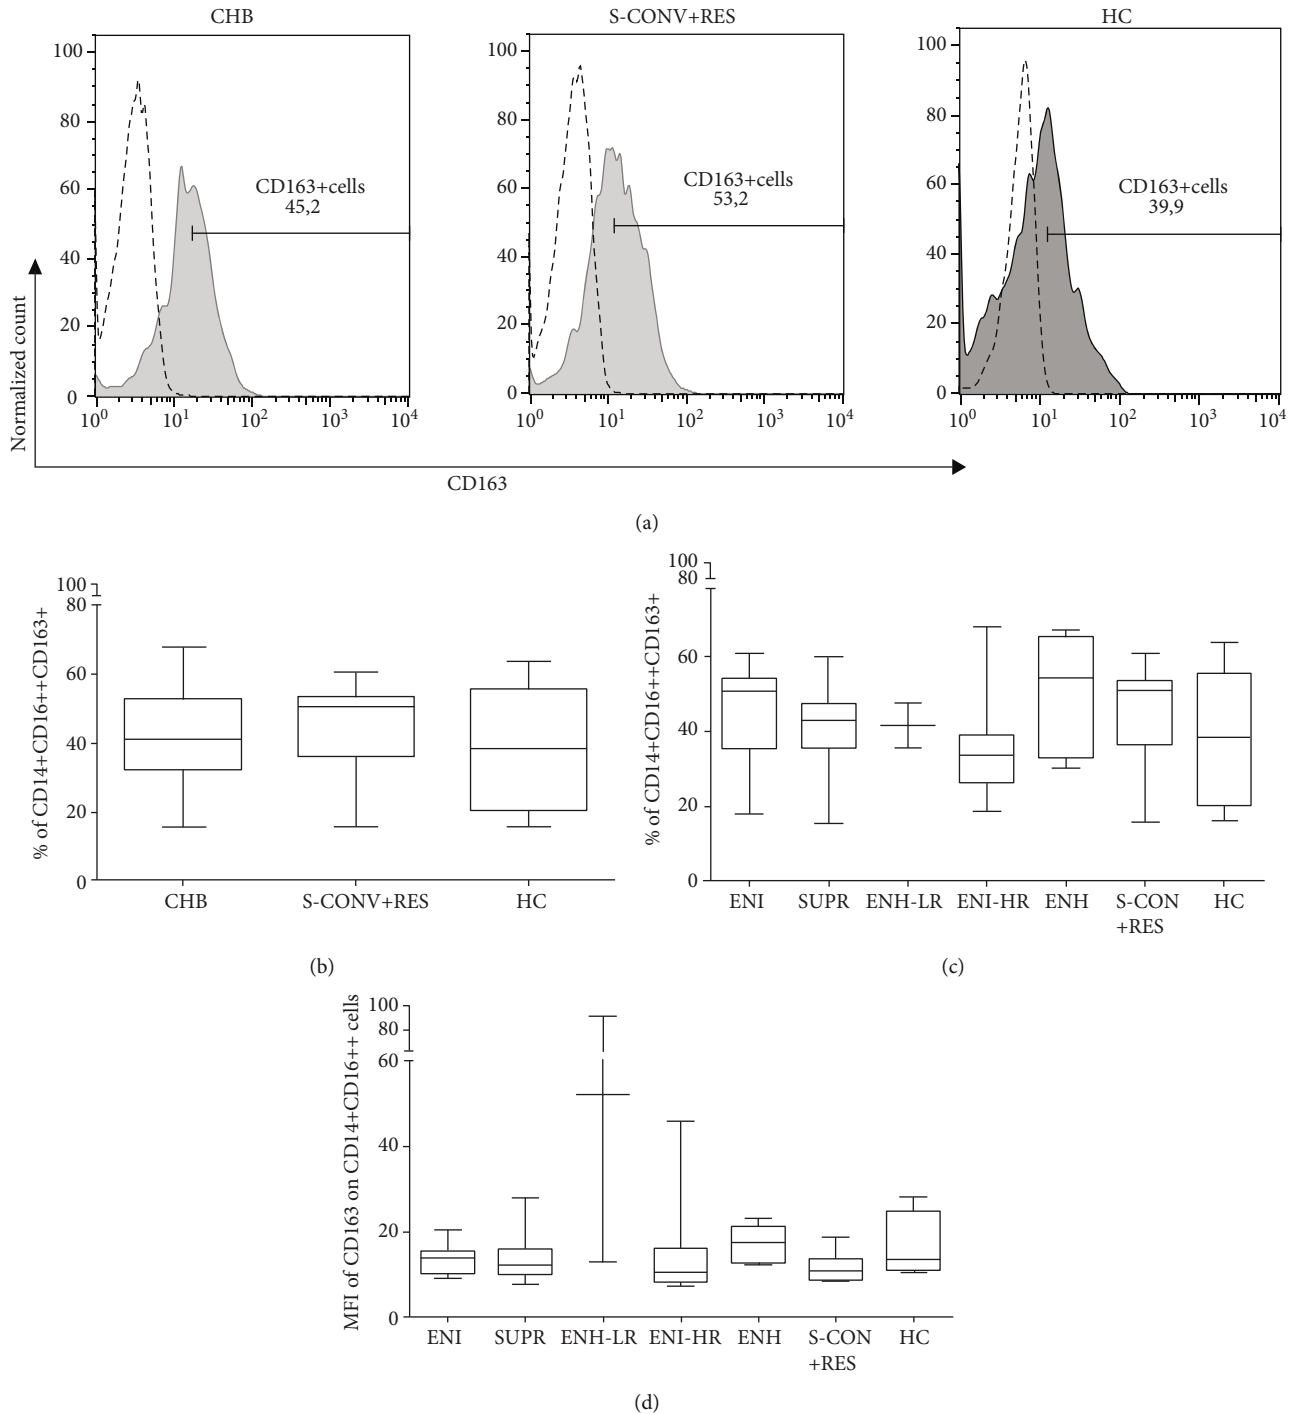 CHB
S-CONV+RES
HC
100
80
60
40
20
0
10^0 10^1 10^2 10^3 10^4
CD163+cells
45,2
100
80
60
40
20
0
10^0 10^1 10^2 10^3 10^4
CD163+cells
53,2
100
80
60
40
20
0
10^0 10^1 10^2 10^3 10^4
CD163+cells
39,9
Normalized count
CD163
(a)
% of CD14+CD16++CD163+
100
80
60
40
20
0
CHB S-CONV+RES HC
(b)
% of CD14+CD16++CD163+
100
80
60
40
20
0
ENI SUPR ENH-LR ENI-HR ENH S-CON HC
+RES
(c)
MFI of CD163 on CD14+CD16++ cells
100
80
60
40
20
0
ENI SUPR ENH-LR ENI-HR ENH S-CON HC
+RES
(d)